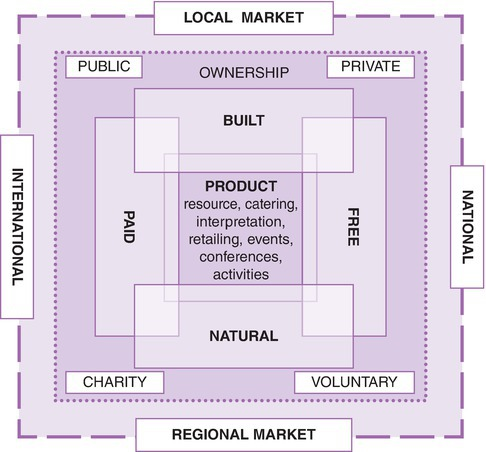 LOCAL MARKET
PUBLIC
OWNERSHIP
PRIVATE
BUILT
INTERNATIONAL
PAID
PRODUCT
resource, catering,
interpretation,
retailing, events,
conferences,
activities
FREE
NATIONAL
NATURAL
CHARITY
VOLUNTARY
REGIONAL MARKET